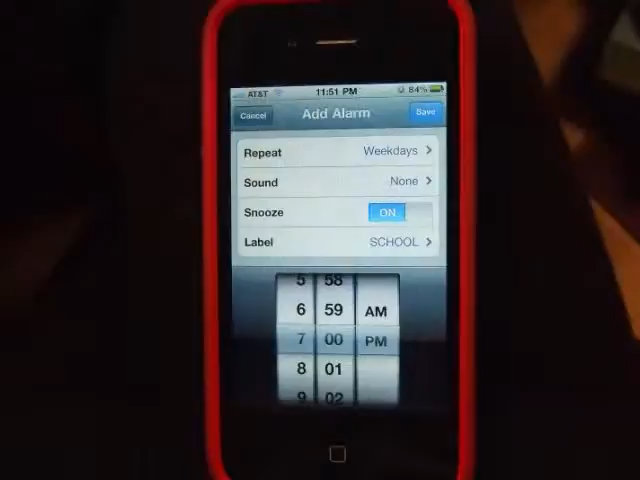 AT&T 11:51 PM 84%
Cancel Add Alarm Save
Repeat Weekdays
Sound None
Snooze ON
Label SCHOOL
5 58
6 59 AM
7 00 PM
8 01
9 02